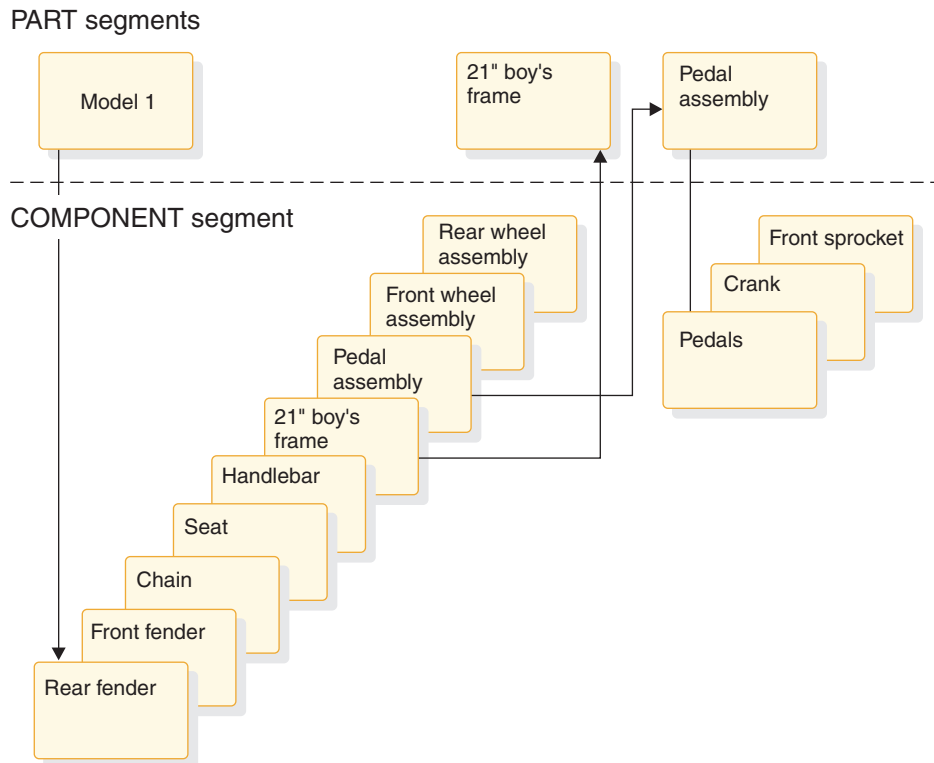 PART segments
Model 1
21" boy's
frame
Pedal
assembly
COMPONENT segment
Rear wheel
assembly
Front wheel
assembly
Pedal
assembly
21" boy's
frame
Handlebar
Seat
Chain
Front fender
Rear fender
Front sprocket
Crank
Pedals